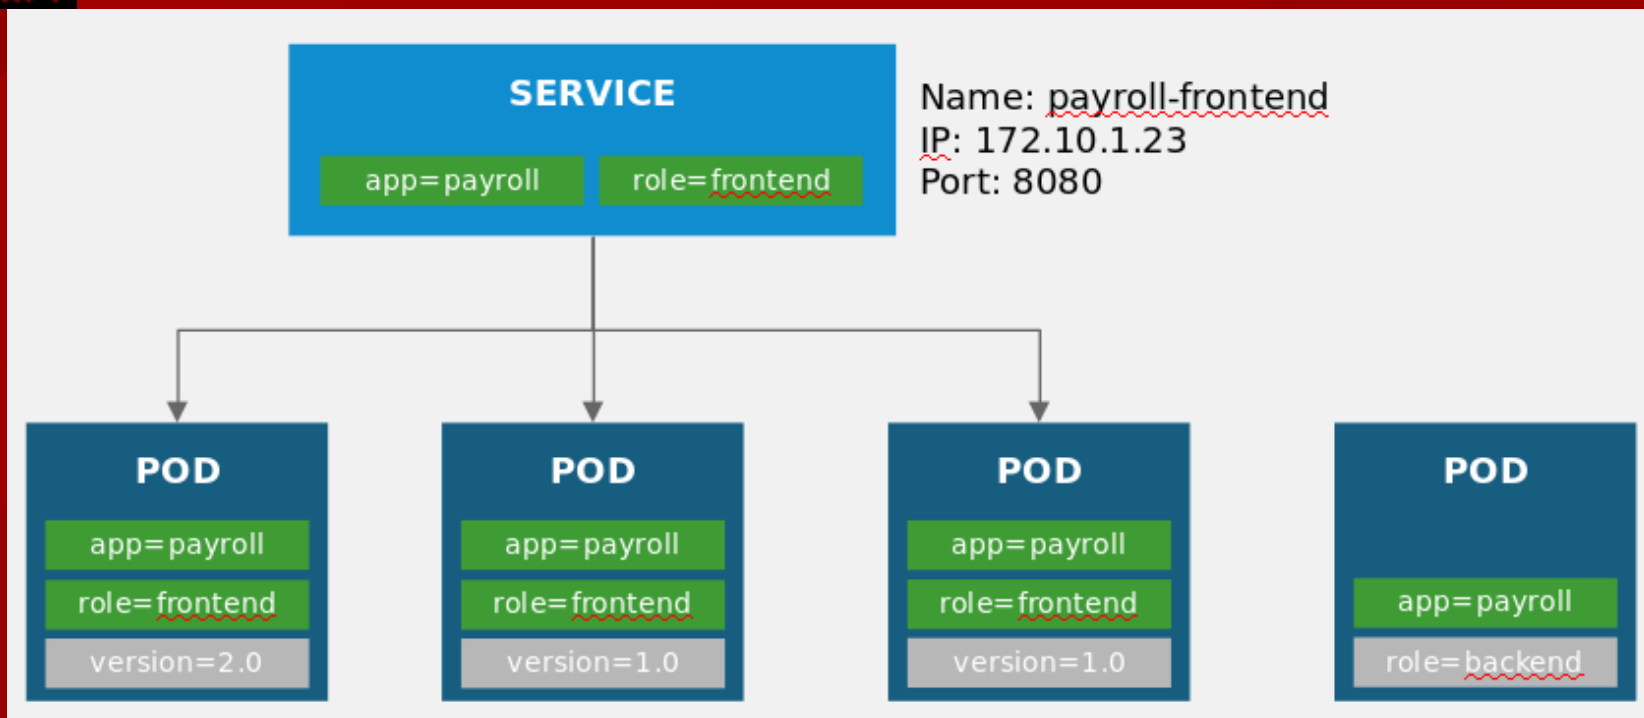 SERVICE
app=payroll
role=frontend
Name: payroll-frontend
IP: 172.10.1.23
Port: 8080
POD
app=payroll
role=frontend
version=2.0
POD
app=payroll
role=frontend
version=1.0
POD
app=payroll
role=frontend
version=1.0
POD
app=payroll
role=backend